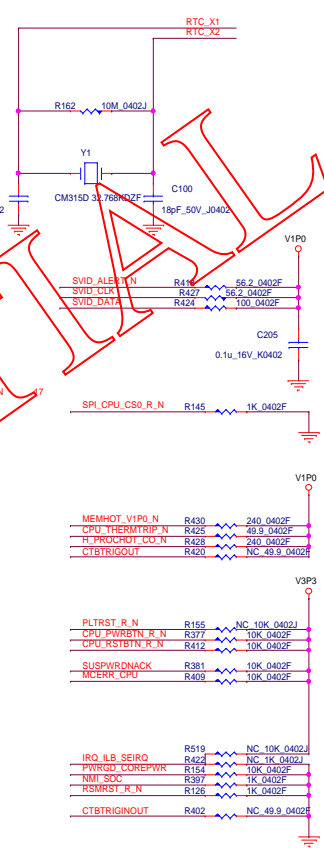 RTC_X1
RTC_X2
R162 10M_0402J
Y1
CM315D 32.768KDZF
C100
18pF_50V_J0402
2
V1P0
SVID_ALERT_N 56.2_0402F
SVID_CLK R427 56.2_0402F
SVID_DATA R424 100_0402F
C205
0.1u_16V_K0402
N 17
SPI_CPU_CS0_R_N R145 1K_0402F
V1P0
MEMHOT_V1P0_N R430 240_0402F
CPU_THERMTRIP_N R425 49.9_0402F
H_PROCHOT_CO_N R428 240_0402F
CTBTRIGOUT R420 NC_49.9_0402F
V3P3
PLTRST_R_N R155 NC_10K_0402J
CPU_PWRBTN_R_N R377 10K_0402F
CPU_RSTBTN_R_N R412 10K_0402F
SUSPWRDNACK R381 10K_0402F
MCERR_CPU R409 10K_0402F
R519 NC_10K_0402J
IRQ_ILB_SEIRQ R422 NC_1K_0402J
PWRGD_COREPWR R154 10K_0402F
NMI_SOC R397 1K_0402F
RSMRST_R_N R126 1K_0402F
CTBTRIGINOUT R402 NC_49.9_0402F